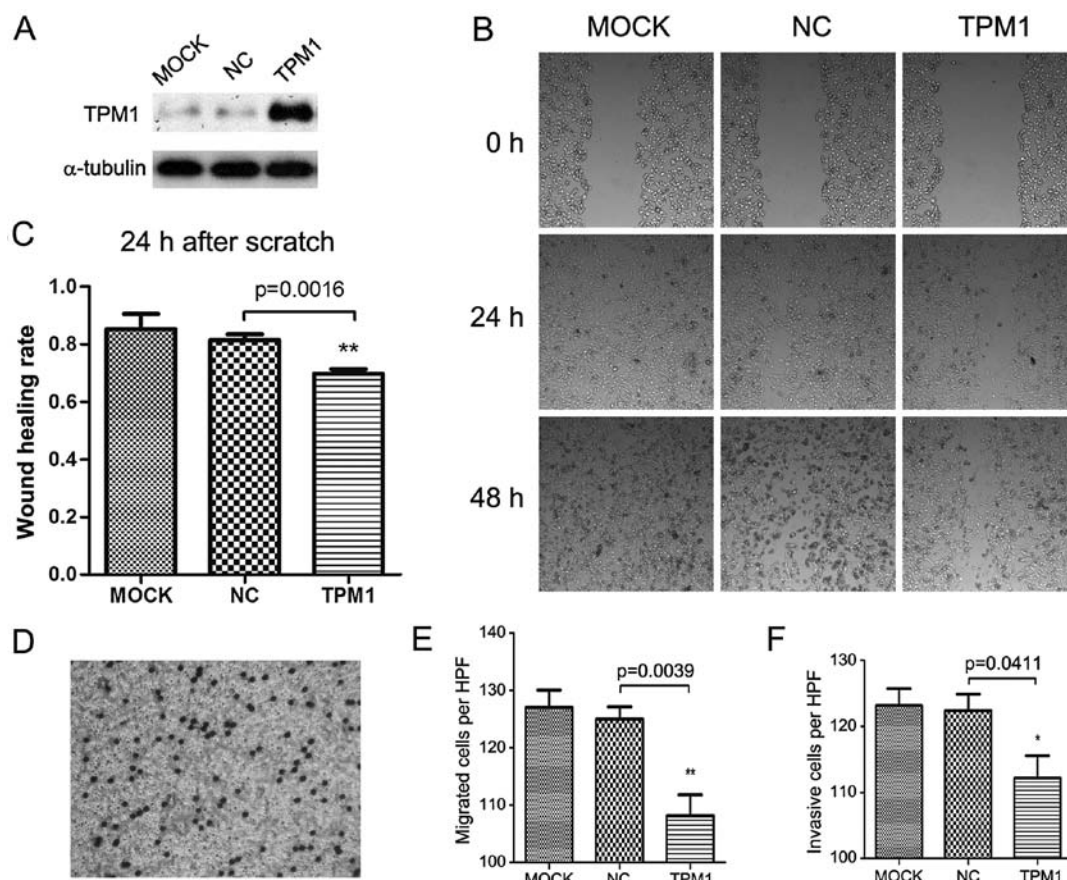 A
MOCK
NC
TPM1
TPM1
α-tubulin
B
MOCK
NC
TPM1
0 h
24 h
48 h
C
24 h after scratch
p=0.0016
**
Wound healing rate
1.0
0.8
0.6
0.4
0.2
0.0
MOCK
NC
TPM1
D
E
p=0.0039
**
Migrated cells per HPF
140
130
120
110
100
MOCK
NC
TPM1
F
p=0.0411
*
Invasive cells per HPF
130
120
110
100
MOCK
NC
TPM1